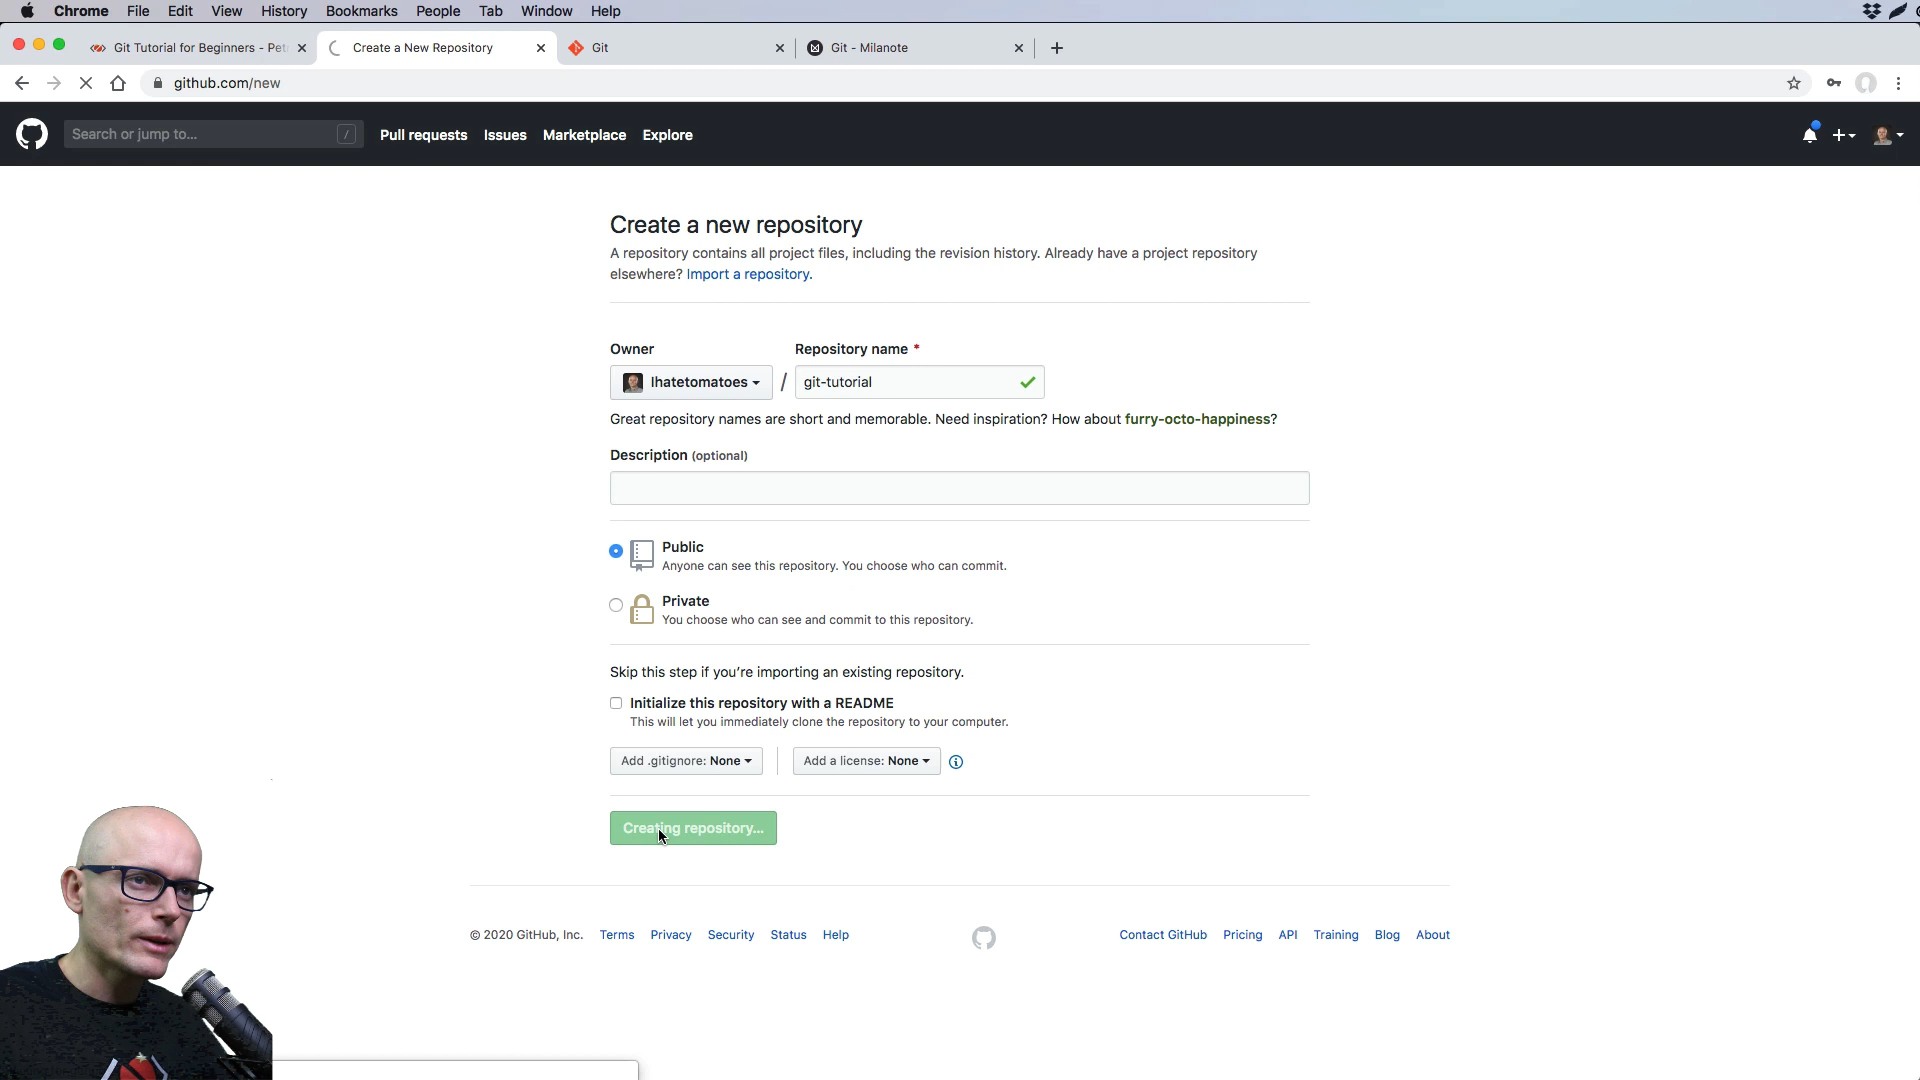 Chrome File Edit View History Bookmarks People Tab Window Help
Git Tutorial for Beginners - Pet
Create a New Repository
Git
Git - Milanote
github.com/new
Search or jump to... /
Pull requests Issues Marketplace Explore
Create a new repository
A repository contains all project files, including the revision history. Already have a project repository
elsewhere? Import a repository.
Owner
Repository name *
Ihatetomatoes / git-tutorial
Great repository names are short and memorable. Need inspiration? How about furry-octo-happiness?
Description (optional)
Public
Anyone can see this repository. You choose who can commit.
Private
You choose who can see and commit to this repository.
Skip this step if you're importing an existing repository.
Initialize this repository with a README
This will let you immediately clone the repository to your computer.
Add .gitignore: None
Add a license: None
Creating repository...
© 2020 GitHub, Inc. Terms Privacy Security Status Help
Contact GitHub Pricing API Training Blog About